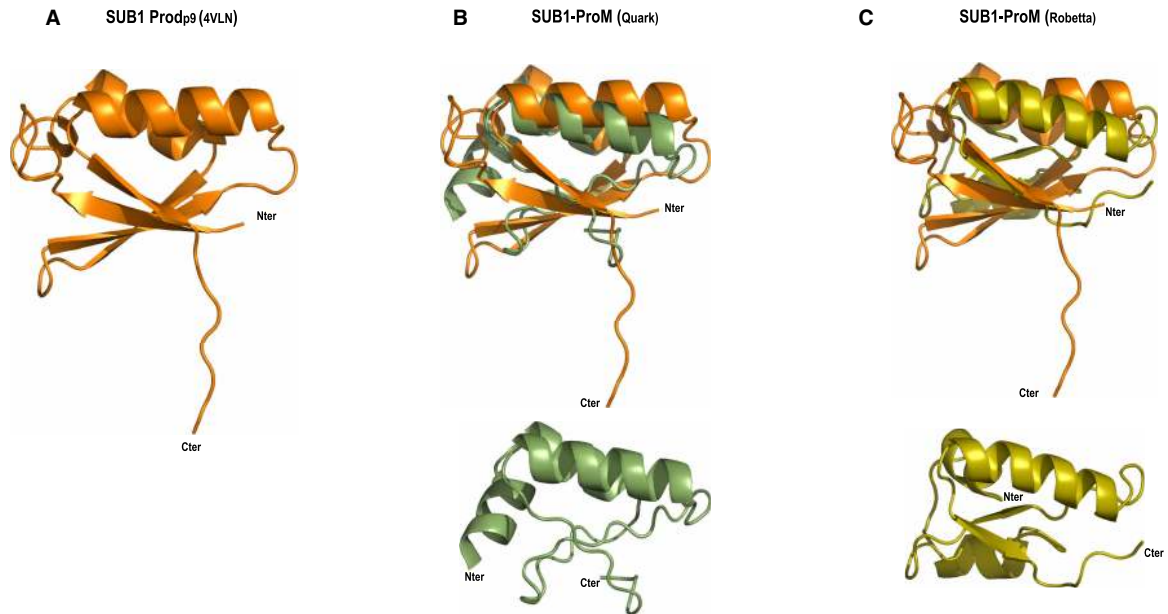 A SUB1 Prodp9 (4VLN)
Nter
Cter
B SUB1-ProM (Quark)
Nter
Cter
Nter
Cter
C SUB1-ProM (Robetta)
Nter
Cter
Nter
Cter